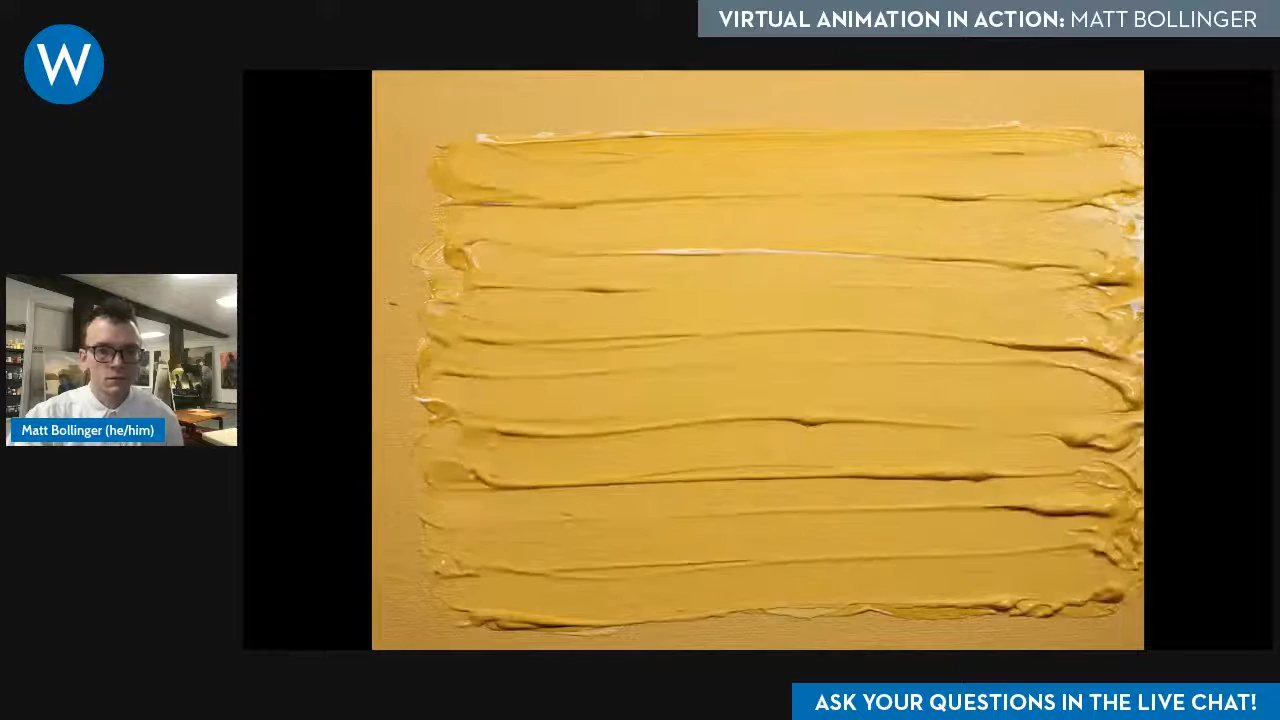 VIRTUAL ANIMATION IN ACTION: MATT BOLLINGER
W
Matt Bollinger (he/him)
ASK YOUR QUESTIONS IN THE LIVE CHAT!